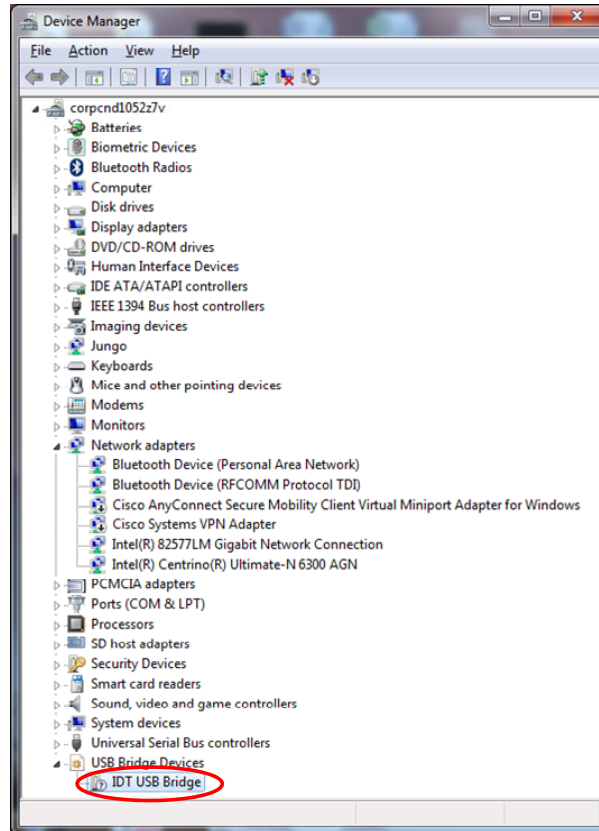 Device Manager
File Action View Help
corpcnd1052z7v
Batteries
Biometric Devices
Bluetooth Radios
Computer
Disk drives
Display adapters
DVD/CD-ROM drives
Human Interface Devices
IDE ATA/ATAPI controllers
IEEE 1394 Bus host controllers
Imaging devices
Jungo
Keyboards
Mice and other pointing devices
Modems
Monitors
Network adapters
Bluetooth Device (Personal Area Network)
Bluetooth Device (RFCOMM Protocol TDI)
Cisco AnyConnect Secure Mobility Client Virtual Miniport Adapter for Windows
Cisco Systems VPN Adapter
Intel(R) 82577LM Gigabit Network Connection
Intel(R) Centrino(R) Ultimate-N 6300 AGN
PCMCIA adapters
Ports (COM & LPT)
Processors
SD host adapters
Security Devices
Smart card readers
Sound, video and game controllers
System devices
Universal Serial Bus controllers
USB Bridge Devices
IDT USB Bridge